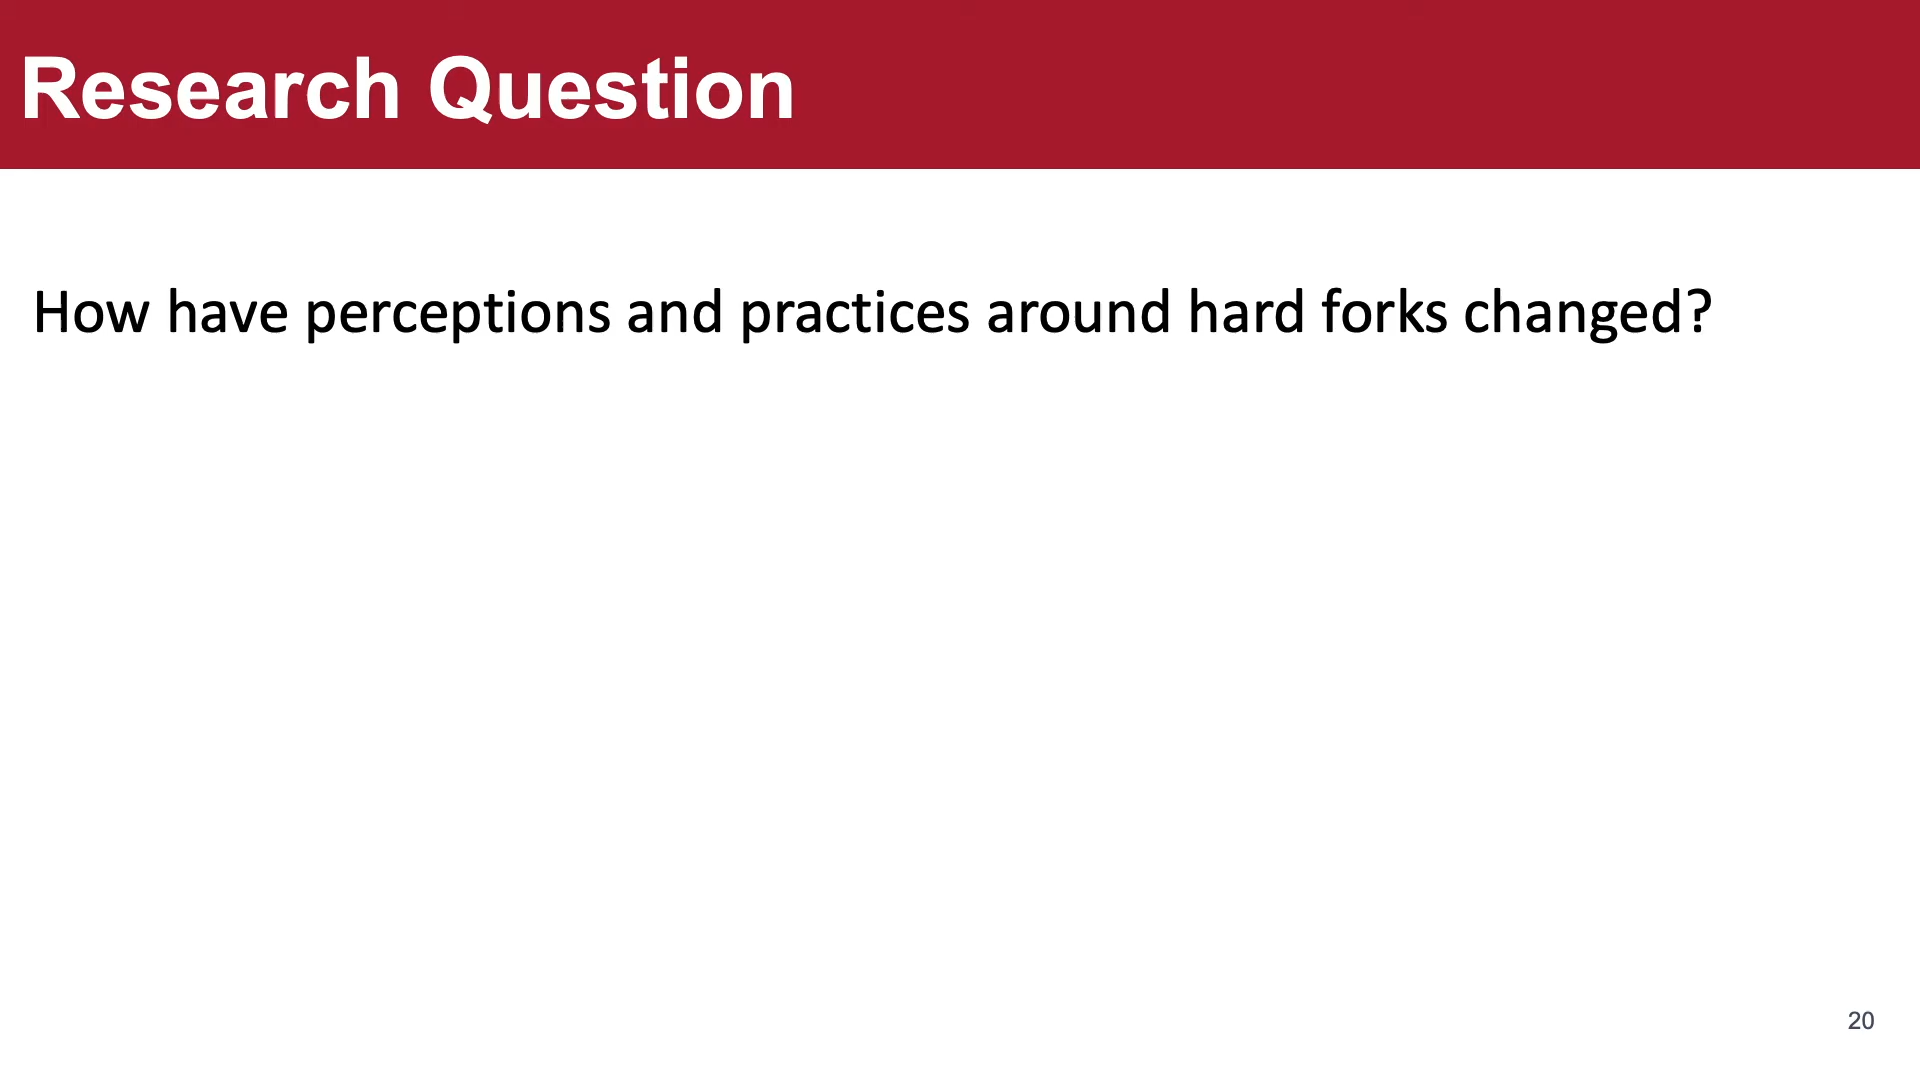 Research Question
How have perceptions and practices around hard forks changed?
20